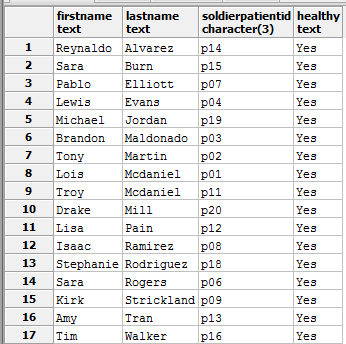 firstname lastname soldierpatientid healthy
text text character(3) text
1 Reynaldo Alvarez p14 Yes
2 Sara Burn p15 Yes
3 Pablo Elliott p07 Yes
4 Lewis Evans p04 Yes
5 Michael Jordan p19 Yes
6 Brandon Maldonado p03 Yes
7 Tony Martin p02 Yes
8 Lois Mcdaniel p01 Yes
9 Troy Mcdaniel p11 Yes
10 Drake Mill p20 Yes
11 Lisa Pain p12 Yes
12 Isaac Ramirez p08 Yes
13 Stephanie Rodriguez p18 Yes
14 Sara Rogers p06 Yes
15 Kirk Strickland p09 Yes
16 Amy Tran p13 Yes
17 Tim Walker p16 Yes